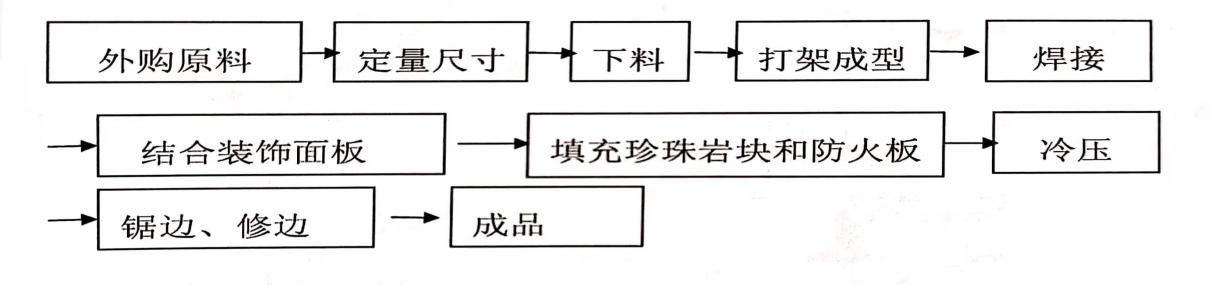 外购原料 定量尺寸 下料 打架成型 焊接
结合装饰面板 填充珍珠岩块和防火板 冷压
锯边、修边 成品